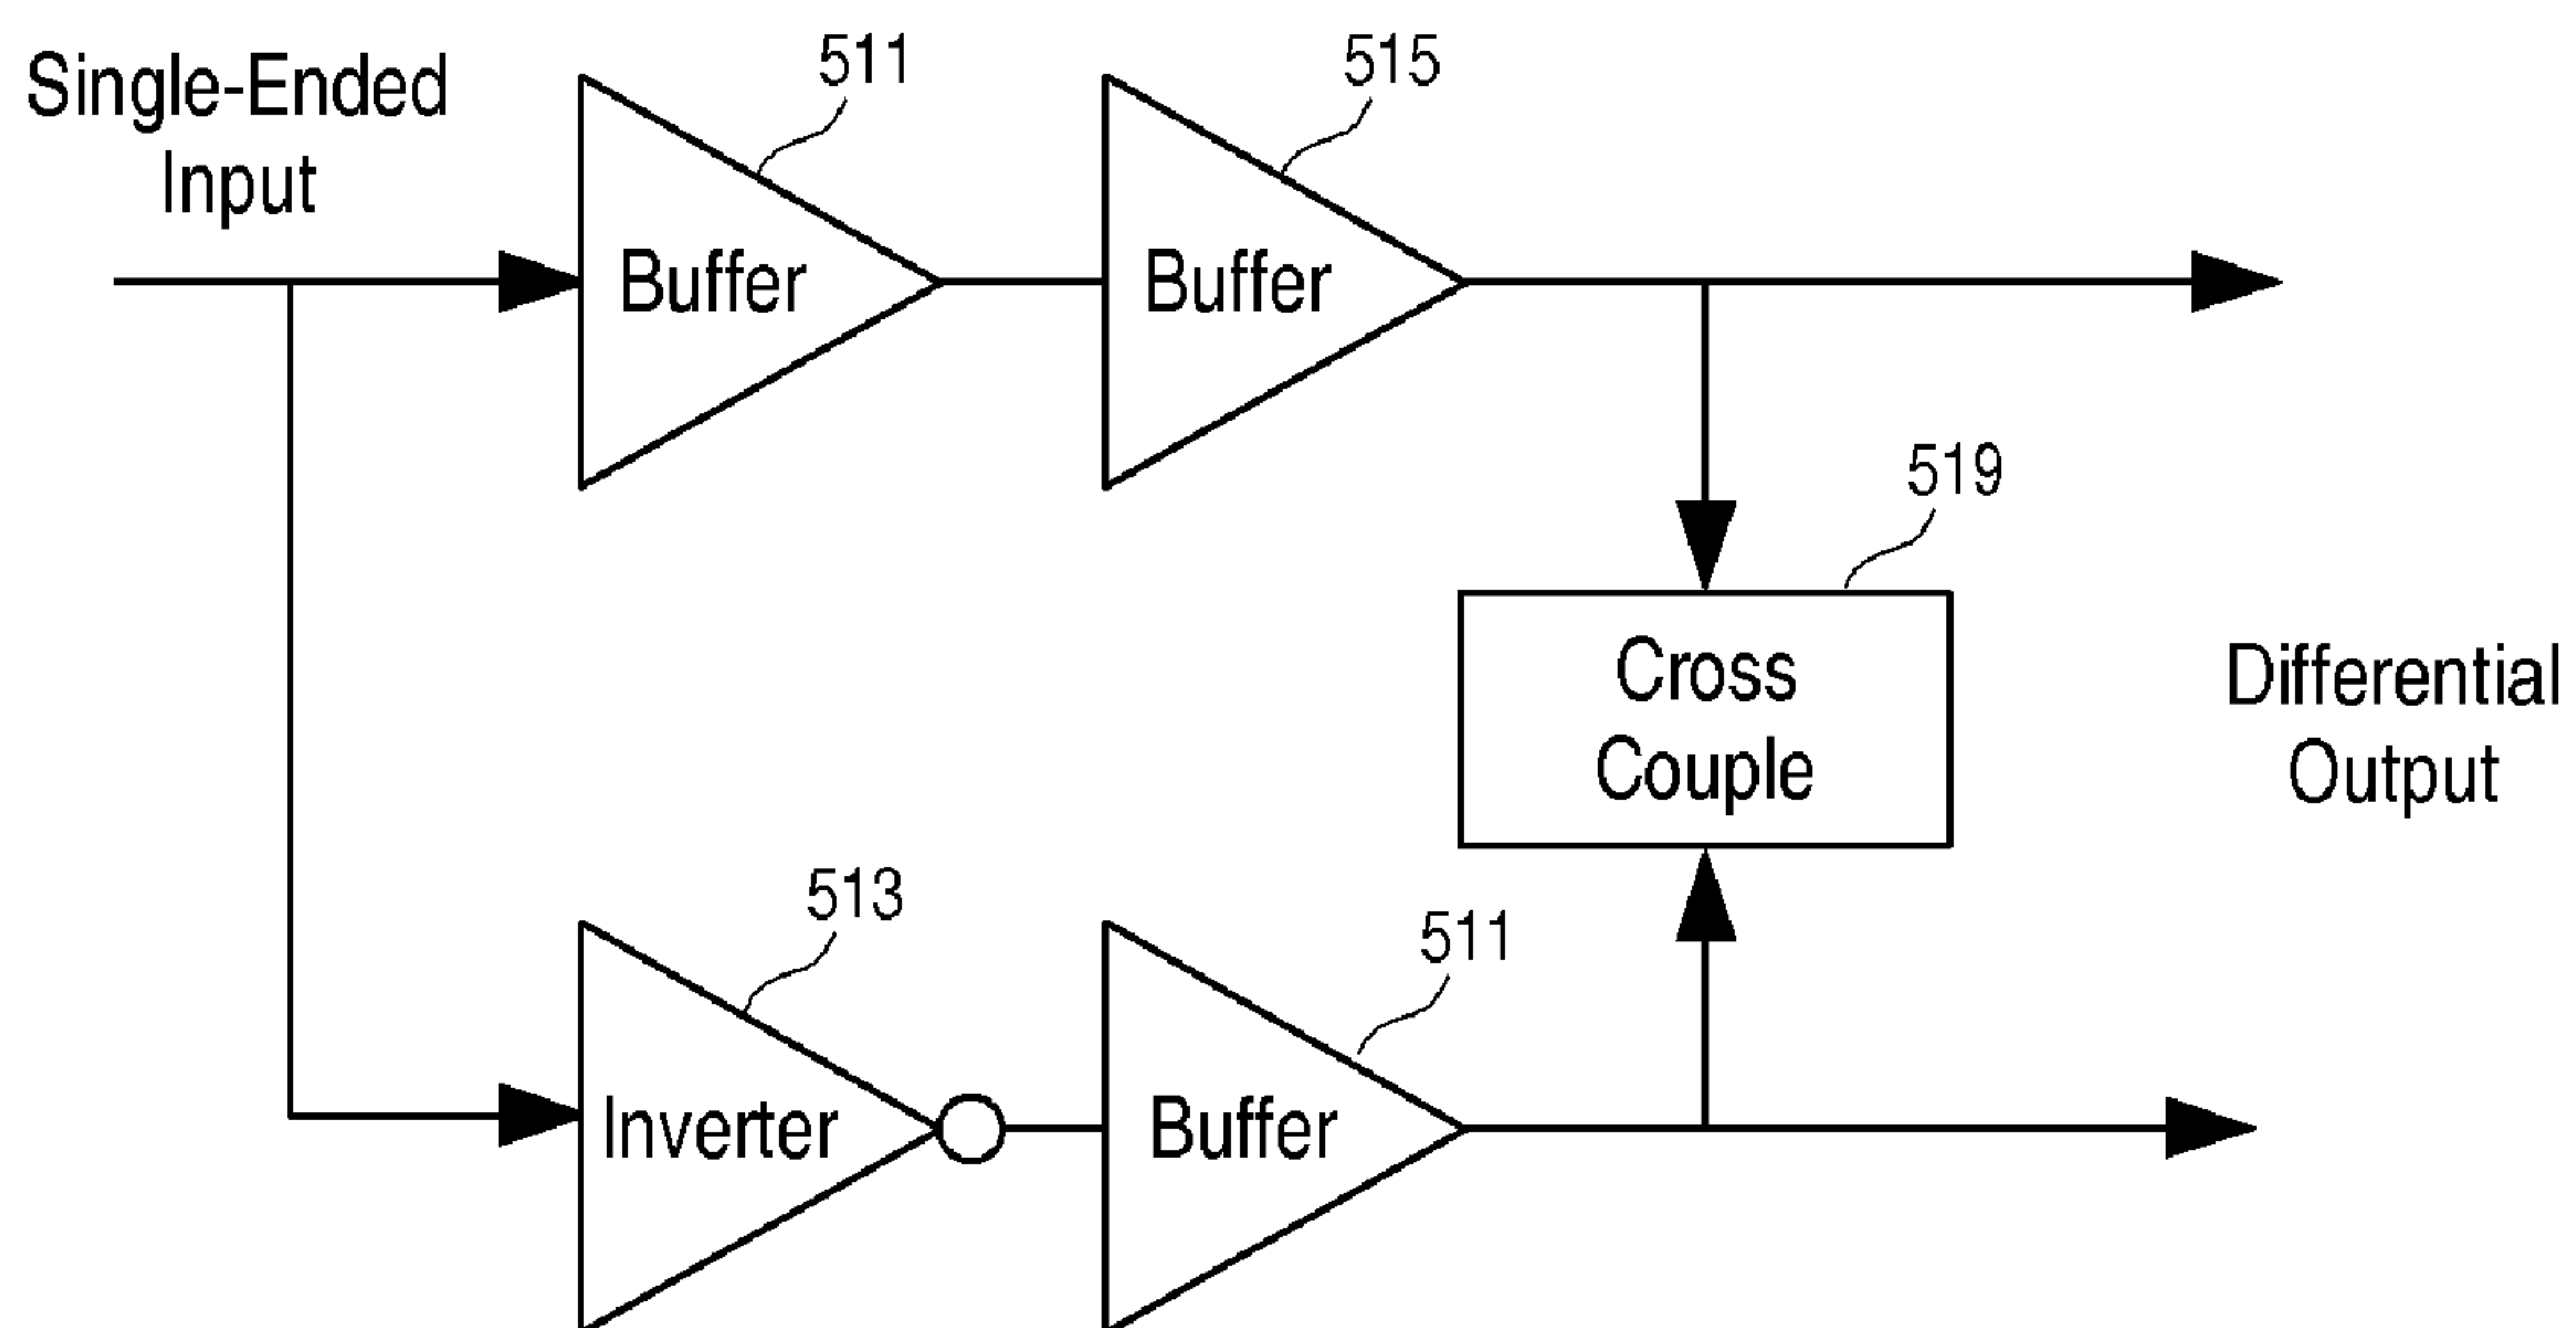 Single-Ended
Input
511
515
Buffer
Buffer
519
Cross
Couple
Differential
Output
513
511
Inverter
Buffer